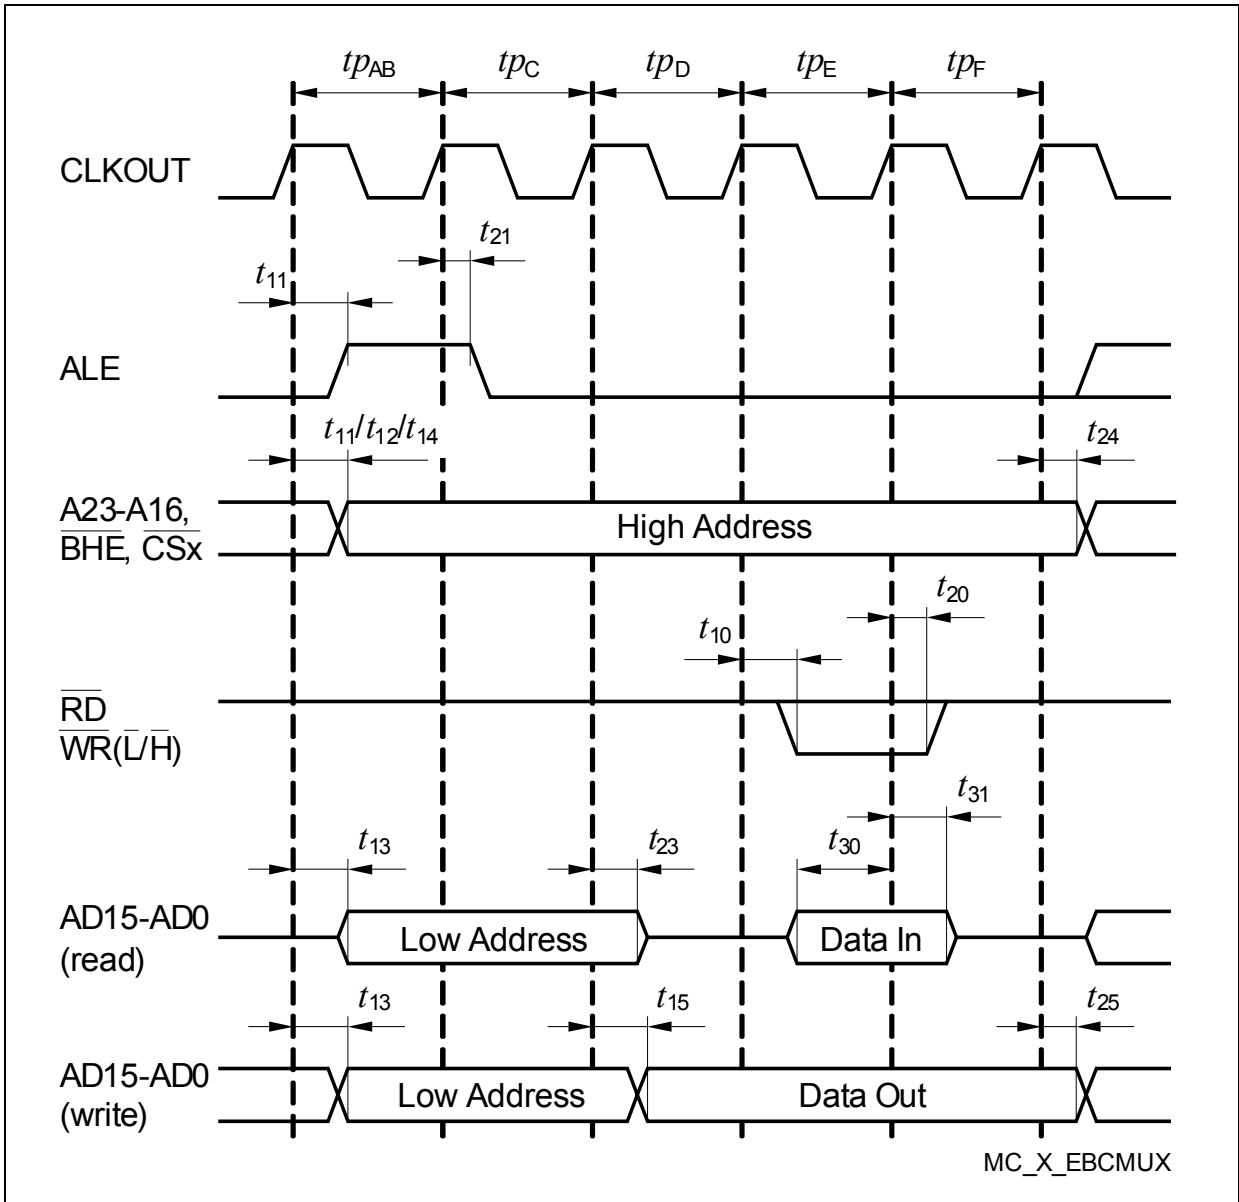 tpAB tpC tpD tpE tpF
CLKOUT
t21
t11
ALE
t11/t12/t14 t24
A23-A16,
BHE, CSx
High Address
t20
t10
RD
WR(L/H)
t31
t13 t23 t30
AD15-AD0
(read)
Low Address Data In
t13 t15 t25
AD15-AD0
(write)
Low Address Data Out
MC_X_EBCMUX